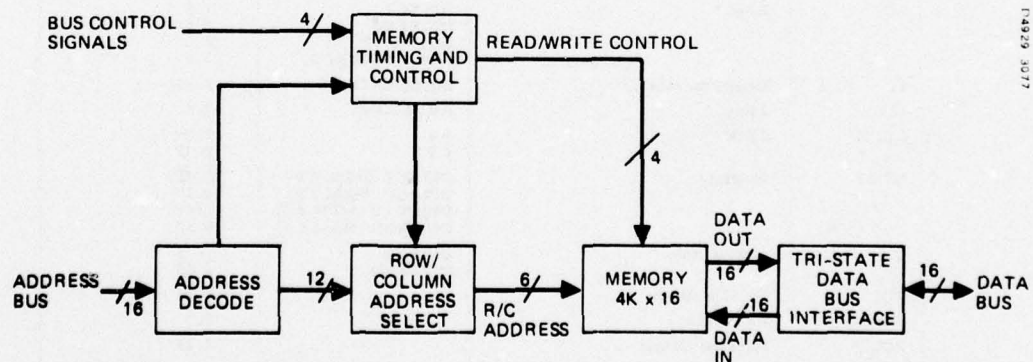 BUS CONTROL
SIGNALS
4
MEMORY
TIMING AND
CONTROL
READ/WRITE CONTROL
4
ADDRESS
BUS
16
ADDRESS
DECODE
12
ROW/
COLUMN
ADDRESS
SELECT
6
R/C
ADDRESS
MEMORY
4K x 16
DATA
OUT
16
16
DATA
IN
TRI-STATE
DATA
BUS
INTERFACE
16
DATA
BUS